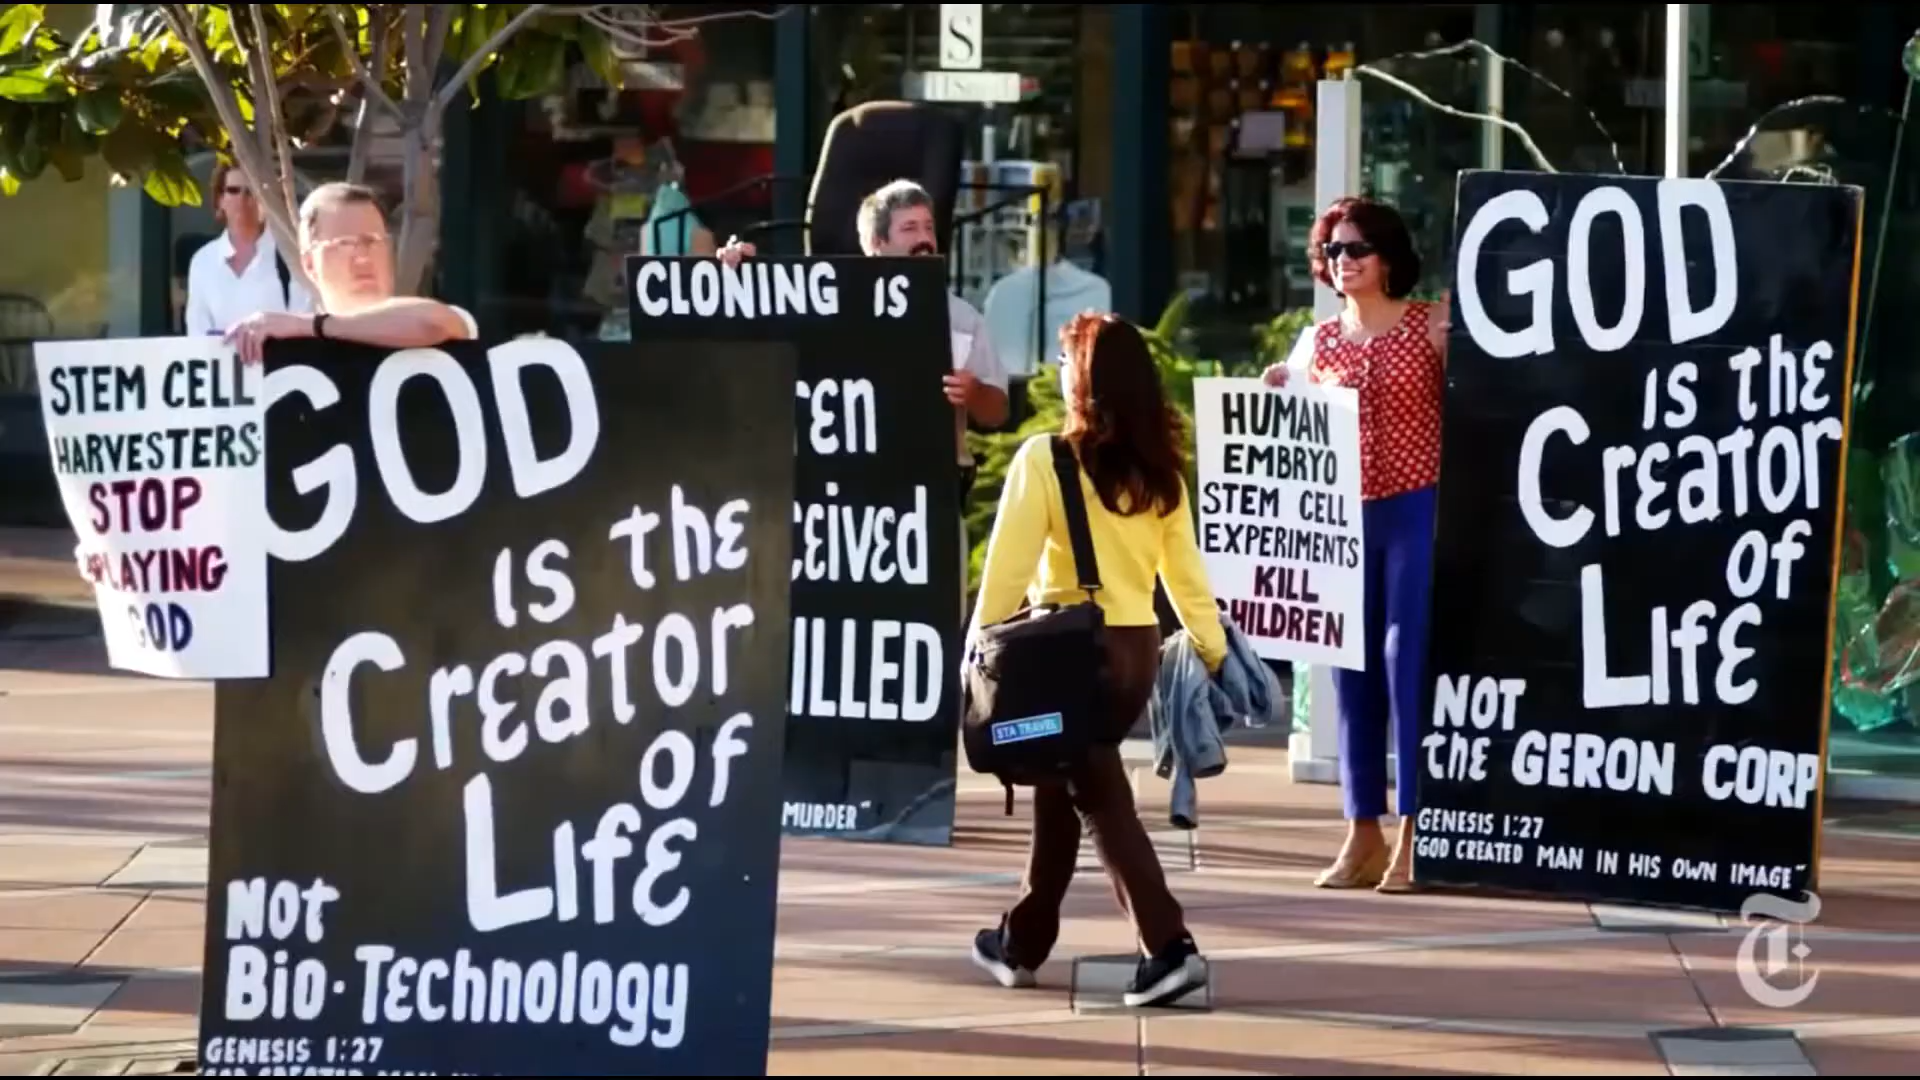 S
STEM CELL
HARVESTERS
STOP
PLAYING
GOD
GOD
is the
Creator
of
Life
Not
Bio-Technology
GENESIS 1:27
CLONING is
ren
ceived
ILLED
MURDER"
STA TRAVEL
HUMAN
EMBRYO
STEM CELL
EXPERIMENTS
KILL
CHILDREN
GOD
is the
Creator
of
Life
NOT
the GERON CORP
GENESIS 1:27
"GOD CREATED MAN IN HIS OWN IMAGE"
T